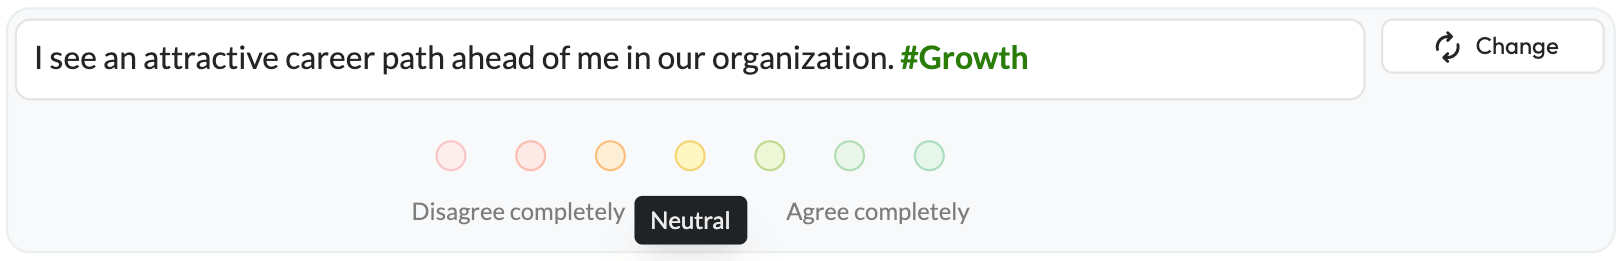 I see an attractive career path ahead of me in our organization. #Growth
Change
Disagree completely
Neutral
Agree completely